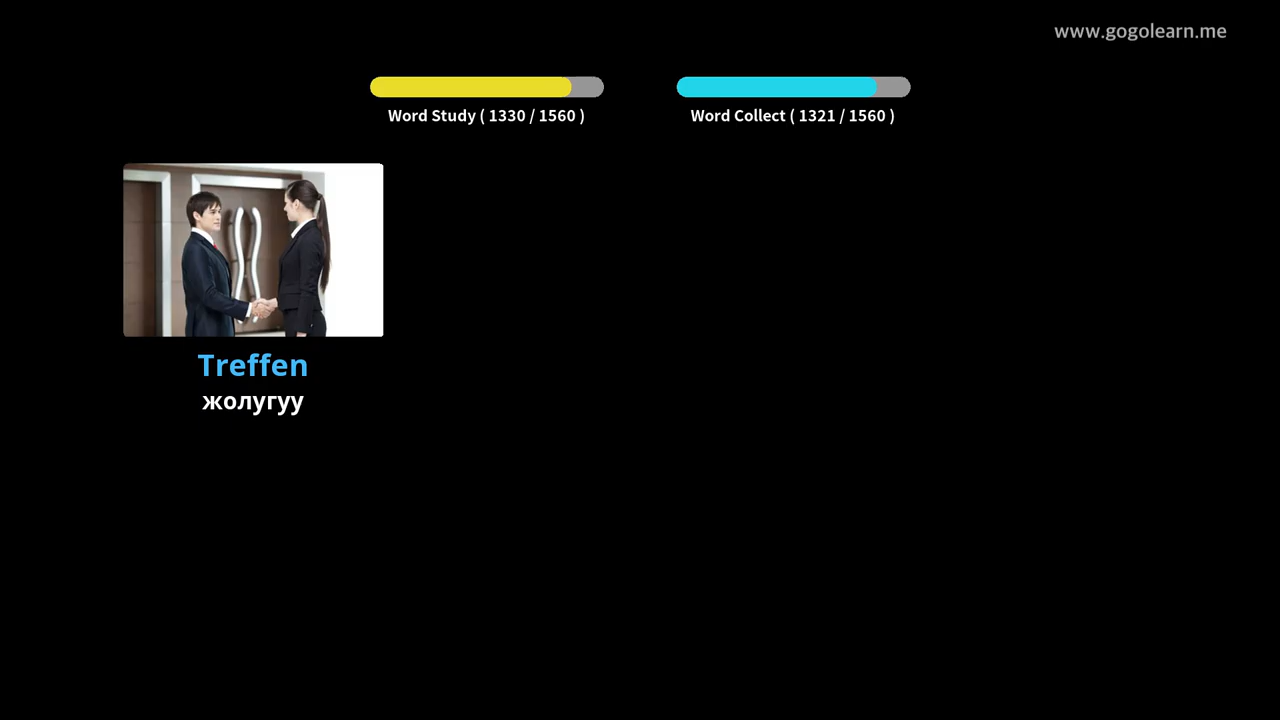 www.gogolearn.me
Word Study ( 1330 / 1560 )
Word Collect ( 1321 / 1560 )
Treffen
жолугуу